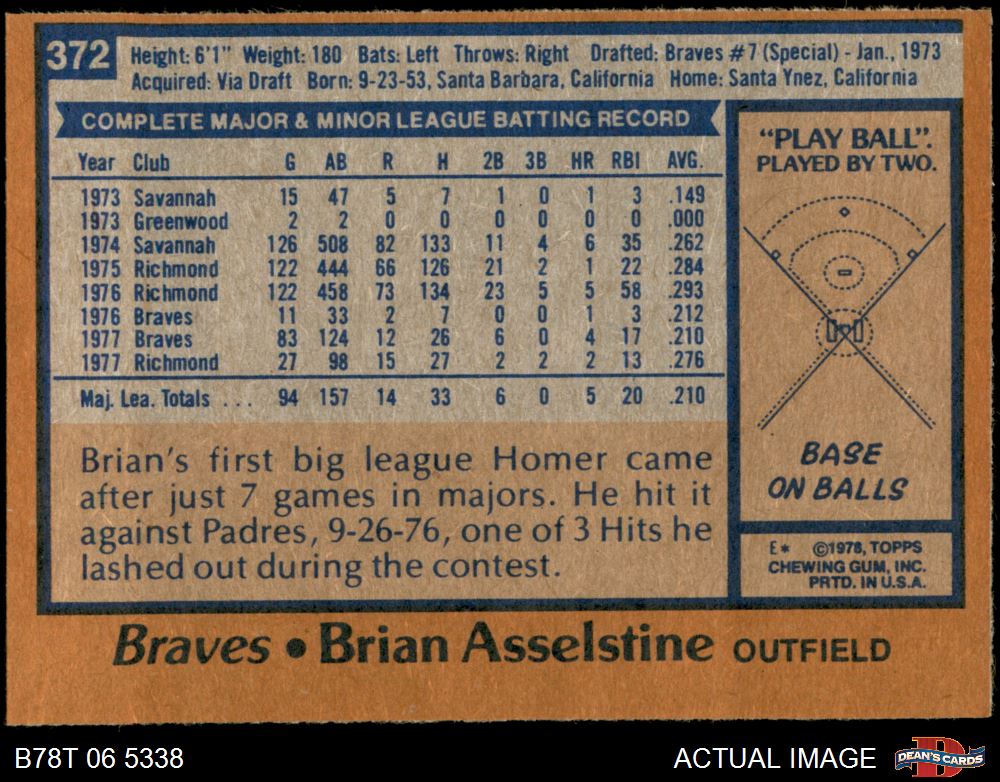 372
Height: 6'1" Weight: 180 Bats: Left Throws: Right Drafted: Braves #7 (Special) - Jan., 1973
Acquired: Via Draft Born: 9-23-53, Santa Barbara, California Home: Santa Ynez, California
COMPLETE MAJOR & MINOR LEAGUE BATTING RECORD
Year Club G AB R H 2B 3B HR RBI AVG.
1973 Savannah 15 47 5 7 1 0 1 3 .149
1973 Greenwood 2 2 0 0 0 0 0 0 .000
1974 Savannah 126 508 82 133 11 4 6 35 .262
1975 Richmond 122 444 66 126 21 2 1 22 .284
1976 Richmond 122 458 73 134 23 5 5 58 .293
1976 Braves 11 33 2 7 0 0 1 3 .212
1977 Braves 83 124 12 26 6 0 4 17 .210
1977 Richmond 27 98 15 27 2 2 2 13 .276
Maj. Lea. Totals ... 94 157 14 33 6 0 5 20 .210
Brian's first big league Homer came
after just 7 games in majors. He hit it
against Padres, 9-26-76, one of 3 Hits he
lashed out during the contest.
"PLAY BALL".
PLAYED BY TWO.
BASE
ON BALLS
E* ©1978, TOPPS
CHEWING GUM, INC.
PRTD. IN U.S.A.
Braves • Brian Asselstine OUTFIELD
B78T 06 5338
ACTUAL IMAGE
D
DEAN'S CARDS